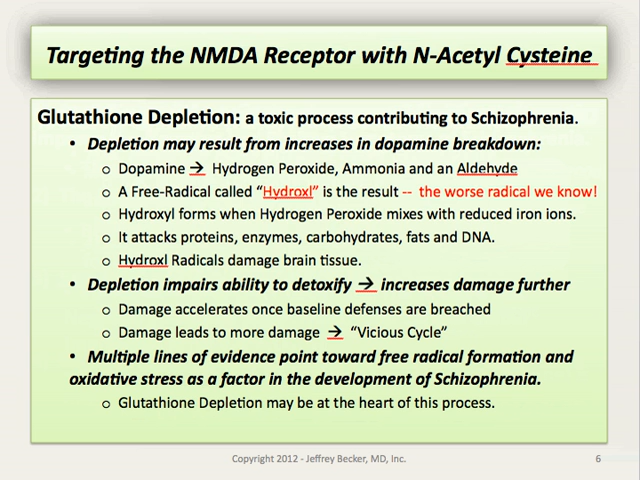 Targeting the NMDA Receptor with N-Acetyl Cysteine
Glutathione Depletion: a toxic process contributing to Schizophrenia.
• Depletion may result from increases in dopamine breakdown:
o Dopamine → Hydrogen Peroxide, Ammonia and an Aldehyde
o A Free-Radical called “Hydroxl” is the result -- the worse radical we know!
o Hydroxyl forms when Hydrogen Peroxide mixes with reduced iron ions.
o It attacks proteins, enzymes, carbohydrates, fats and DNA.
o Hydroxl Radicals damage brain tissue.
• Depletion impairs ability to detoxify → increases damage further
o Damage accelerates once baseline defenses are breached
o Damage leads to more damage → “Vicious Cycle”
• Multiple lines of evidence point toward free radical formation and
oxidative stress as a factor in the development of Schizophrenia.
o Glutathione Depletion may be at the heart of this process.
Copyright 2012 - Jeffrey Becker, MD, Inc.
6